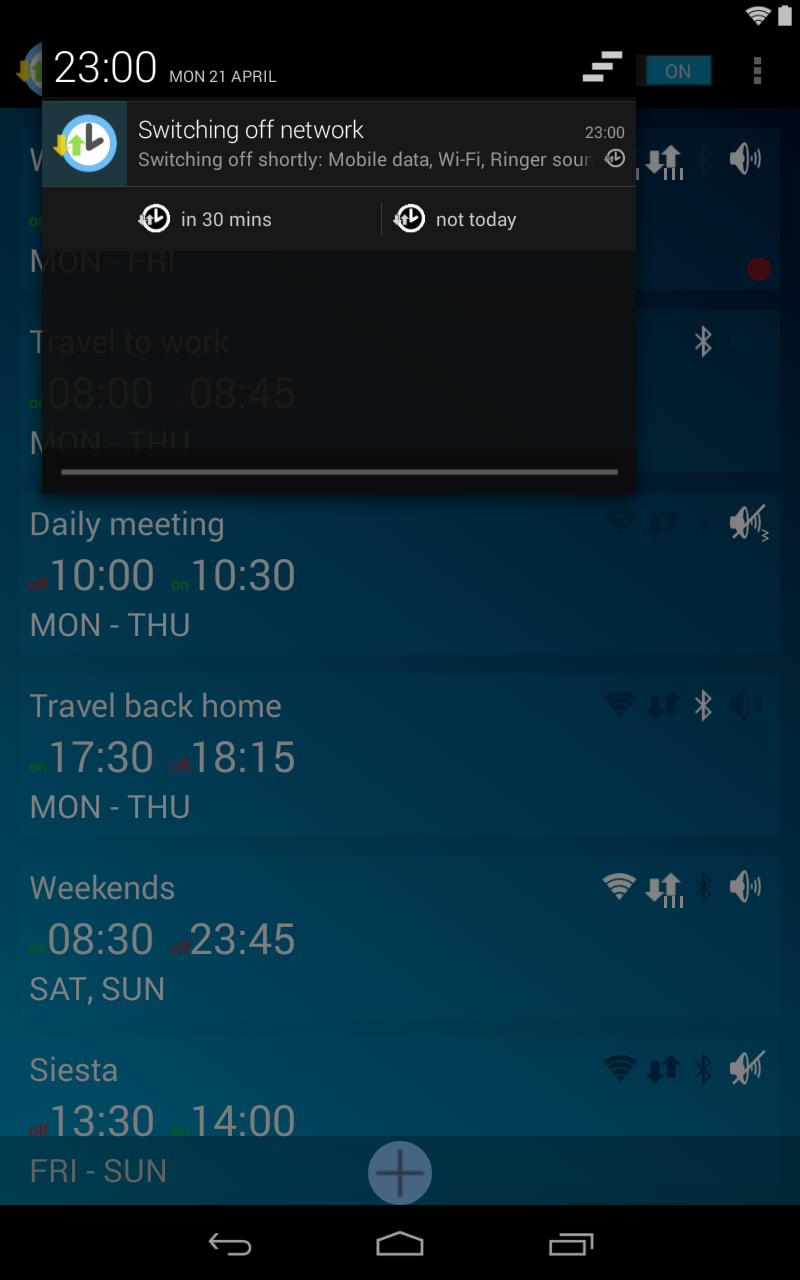 23:00 MON 21 APRIL
ON
Switching off network 23:00
Switching off shortly: Mobile data, Wi-Fi, Ringer soun
in 30 mins not today
MON - FRI
Travel to work
on 08:00 08:45
MON - THU
Daily meeting
off 10:00 on 10:30
MON - THU
Travel back home
on 17:30 off 18:15
MON - THU
Weekends
on 08:30 off 23:45
SAT, SUN
Siesta
off 13:30 on 14:00
FRI - SUN